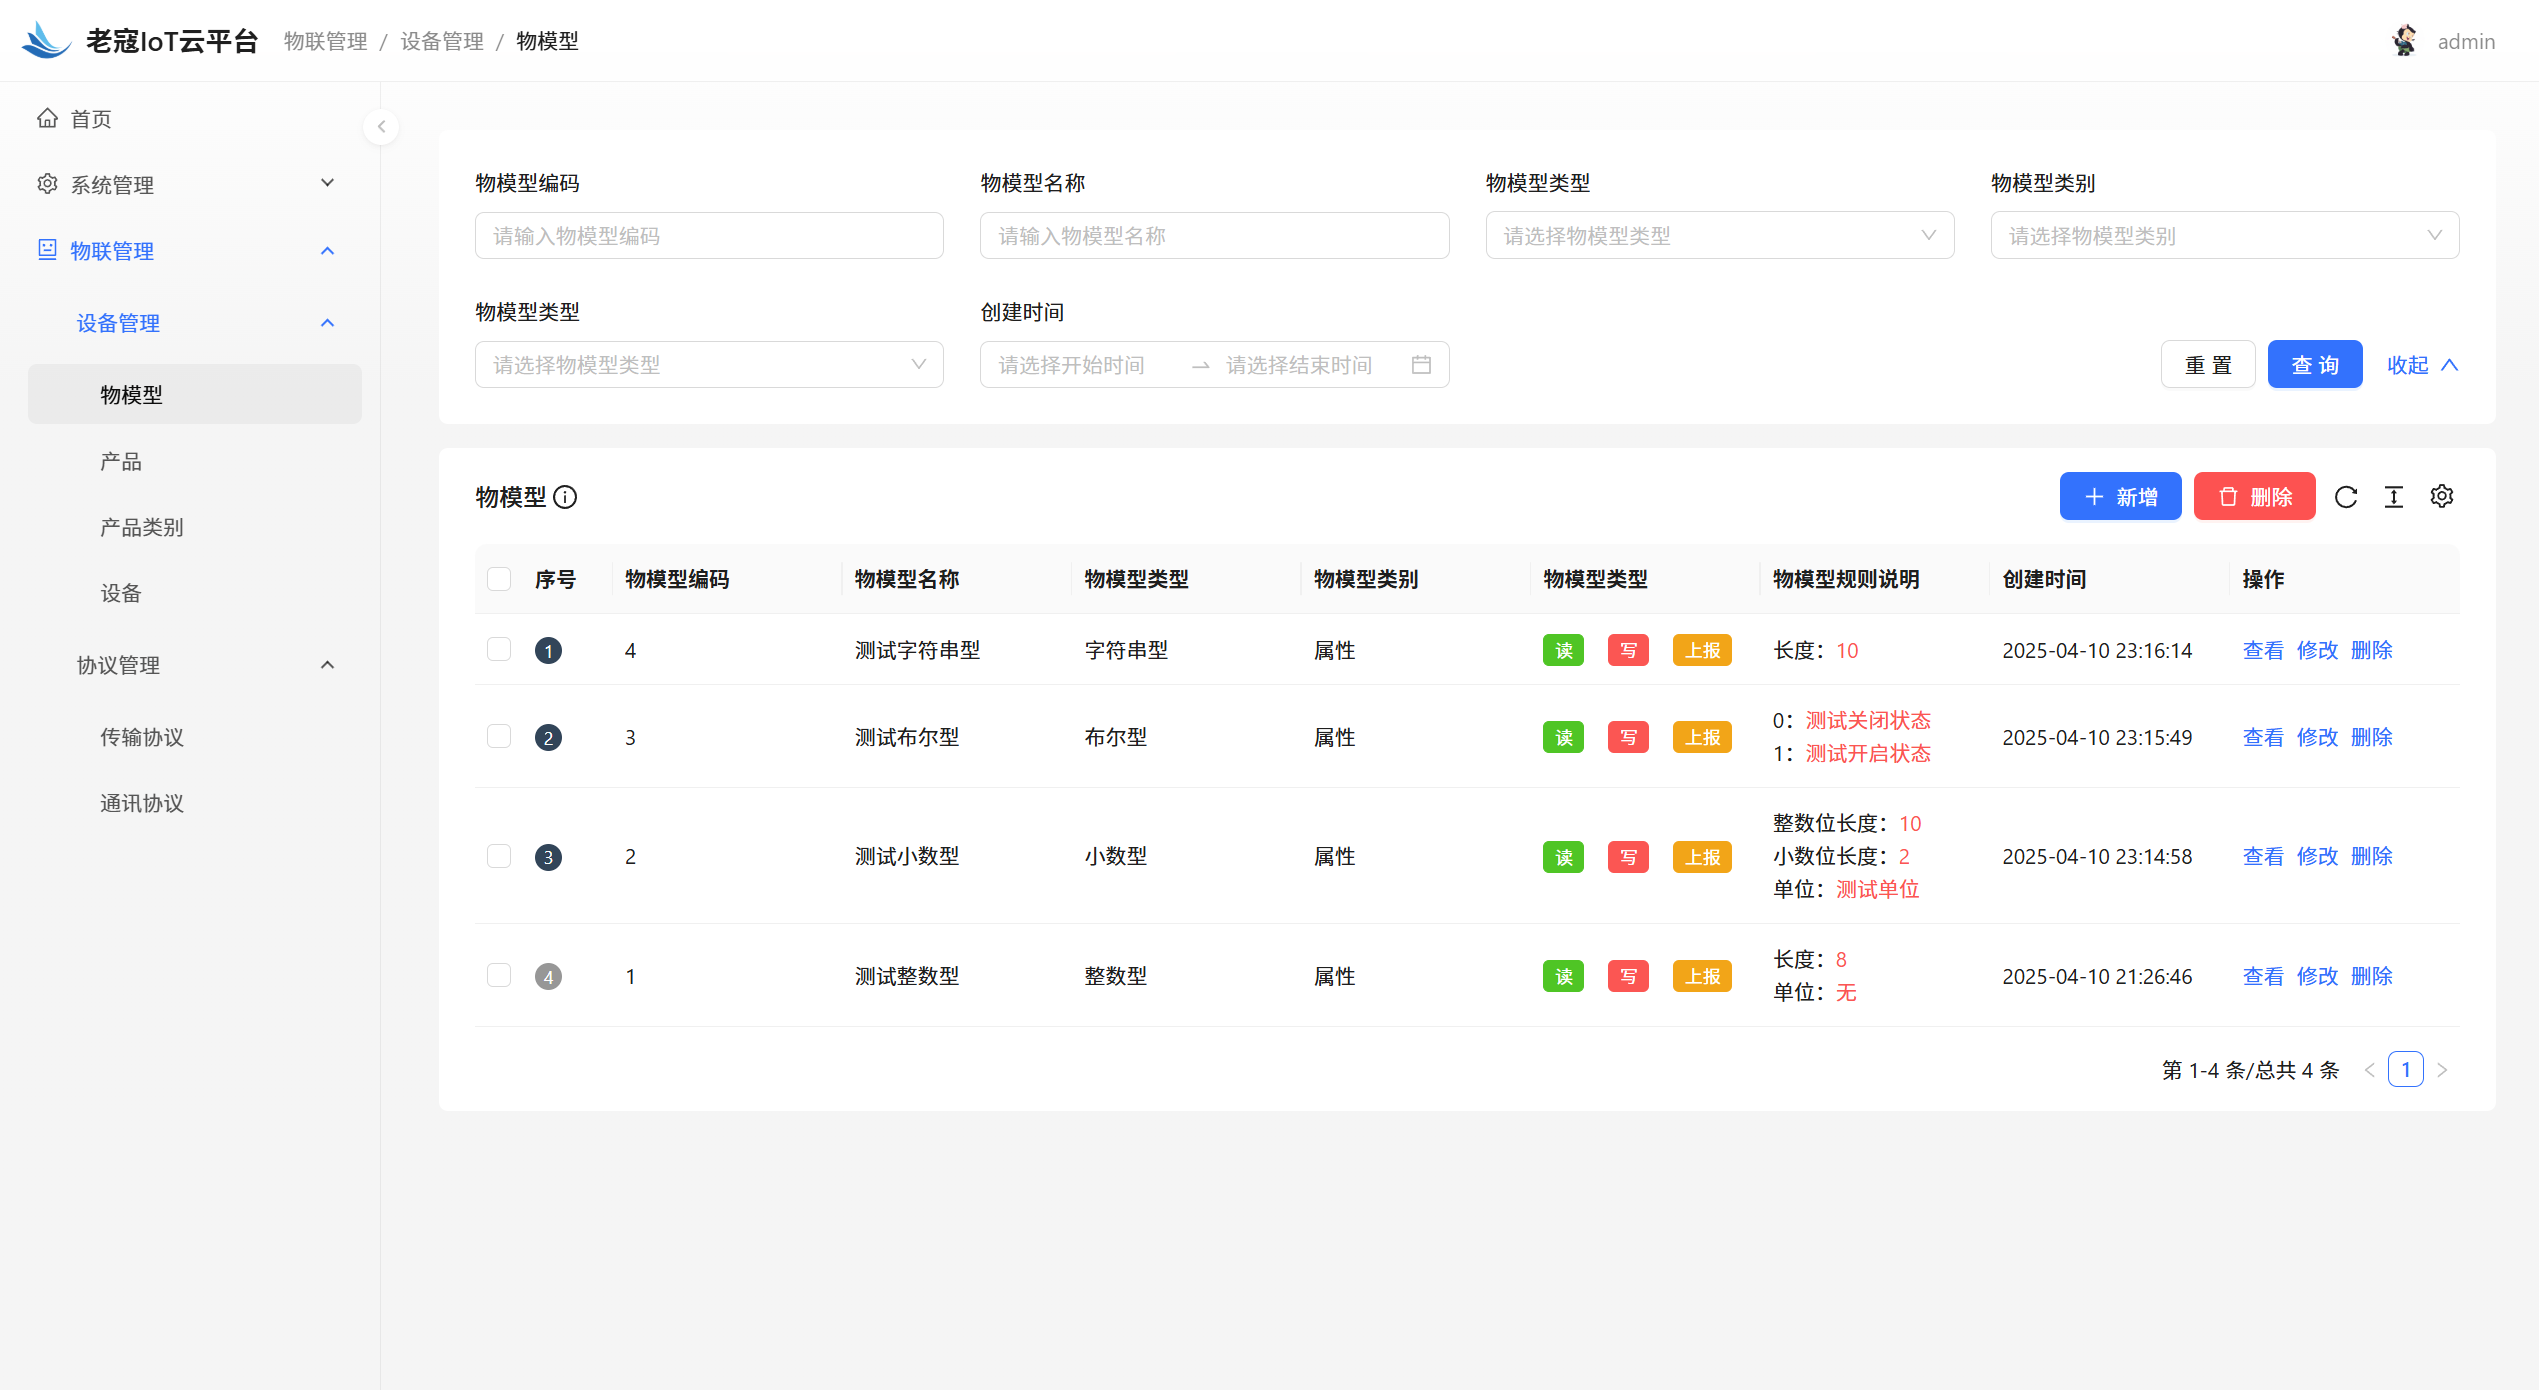 老寇IoT云平台
物联管理 / 设备管理 / 物模型
admin
首页
系统管理
物联管理
设备管理
物模型
产品
产品类别
设备
协议管理
传输协议
通讯协议
物模型编码 物模型名称 物模型类型 物模型类别
请输入物模型编码 请输入物模型名称 请选择物模型类型 请选择物模型类别
物模型类型 创建时间
请选择物模型类型 请选择开始时间 请选择结束时间 重 置 查 询 收起
物模型 新增 删除
序号 物模型编码 物模型名称 物模型类型 物模型类别 物模型类型 物模型规则说明 创建时间 操作
1 4 测试字符串型 字符串型 属性 读 写 上报 长度：10 2025-04-10 23:16:14 查看 修改 删除
2 3 测试布尔型 布尔型 属性 读 写 上报 0：测试关闭状态
1：测试开启状态 2025-04-10 23:15:49 查看 修改 删除
3 2 测试小数型 小数型 属性 读 写 上报 整数位长度：10
小数位长度：2
单位：测试单位 2025-04-10 23:14:58 查看 修改 删除
4 1 测试整数型 整数型 属性 读 写 上报 长度：8
单位：无 2025-04-10 21:26:46 查看 修改 删除
第 1-4 条/总共 4 条 < 1 >